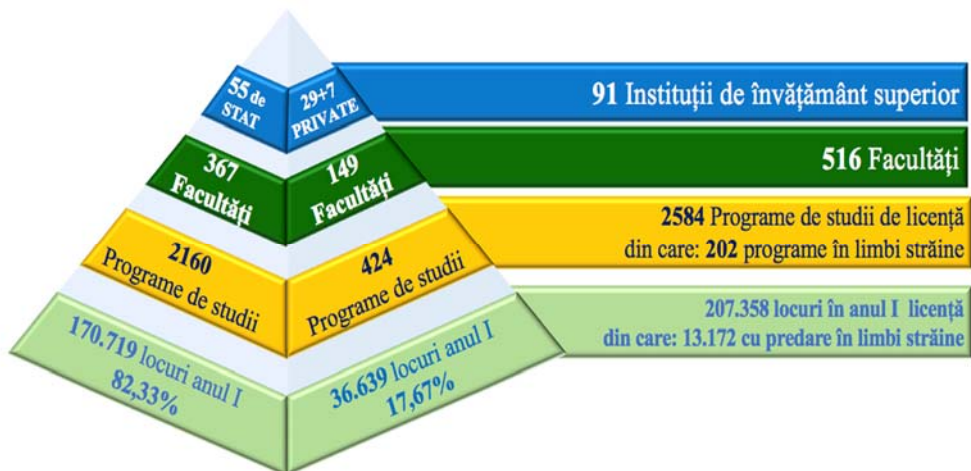 55 de
STAT
29+7
PRIVATE
91 Instituții de învățământ superior
367
Facultăți
149
Facultăți
516 Facultăți
2160
Programe de studii
424
Programe de studii
2584 Programe de studii de licență
din care: 202 programe în limbi străine
170.719 locuri anul I
82,33%
36.639 locuri anul I
17,67%
207.358 locuri în anul I licență
din care: 13.172 cu predare în limbi străine